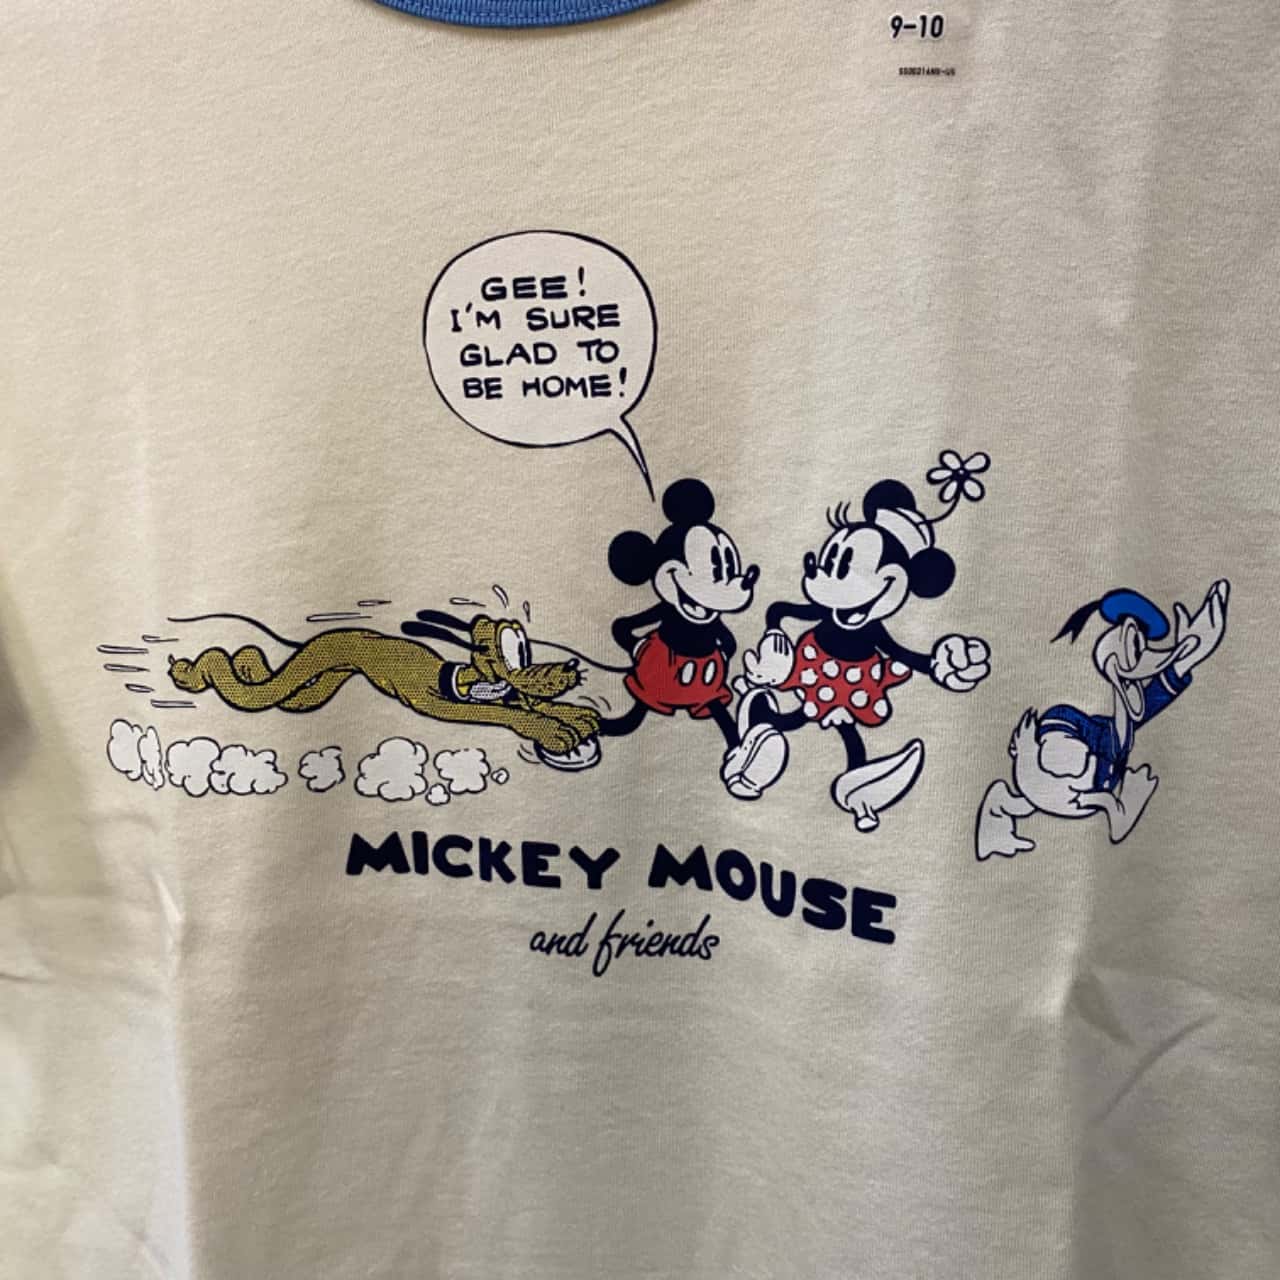 9-10
GEE!
I'M SURE
GLAD TO
BE HOME!
MICKEY MOUSE
and friends